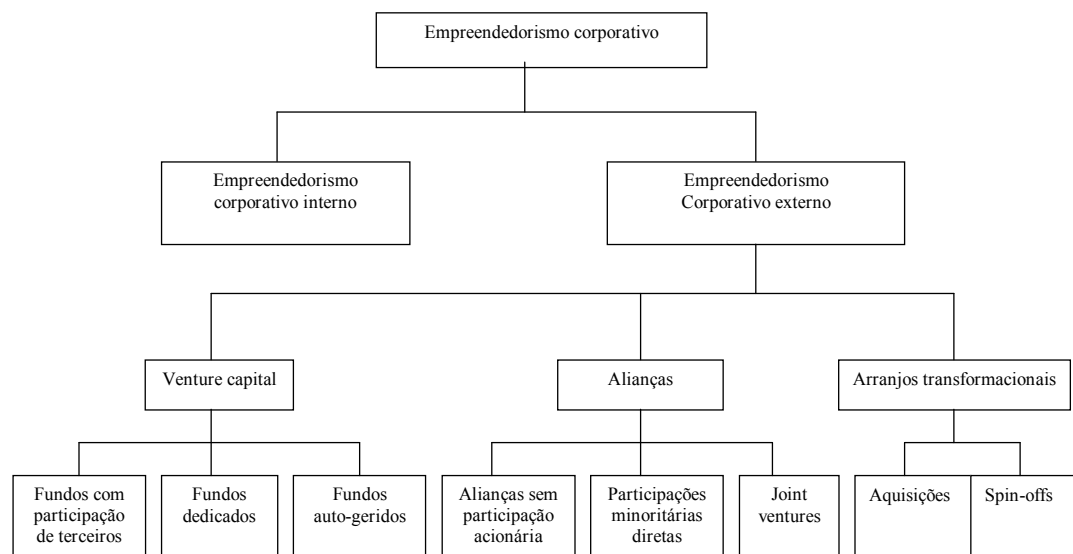 Empreendedorismo corporativo
Empreendedorismo
corporativo interno
Empreendedorismo
Corporativo externo
Venture capital
Alianças
Arranjos transformacionais
Fundos com
participação
de terceiros
Fundos
dedicados
Fundos
auto-geridos
Alianças sem
participação
acionária
Participações
minoritárias
diretas
Joint
ventures
Aquisições
Spin-offs